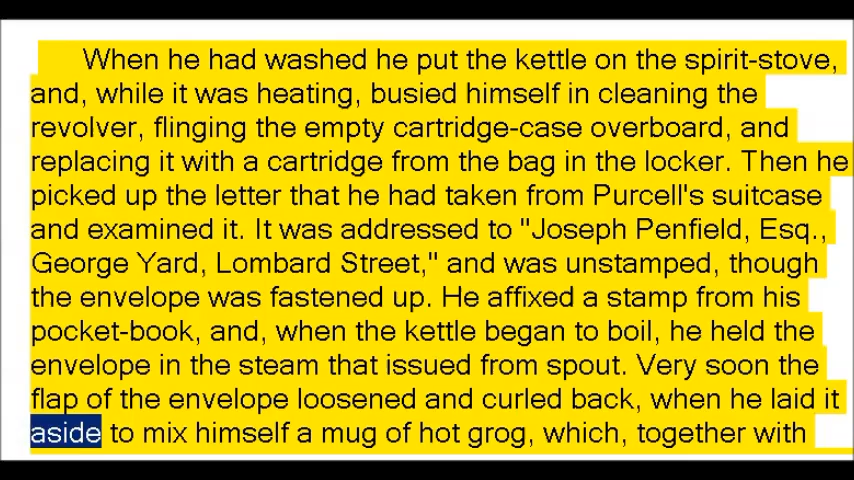 When he had washed he put the kettle on the spirit-stove,
and, while it was heating, busied himself in cleaning the
revolver, flinging the empty cartridge-case overboard, and
replacing it with a cartridge from the bag in the locker. Then he
picked up the letter that he had taken from Purcell's suitcase
and examined it. It was addressed to "Joseph Penfield, Esq.,
George Yard, Lombard Street," and was unstamped, though
the envelope was fastened up. He affixed a stamp from his
pocket-book, and, when the kettle began to boil, he held the
envelope in the steam that issued from spout. Very soon the
flap of the envelope loosened and curled back, when he laid it
aside to mix himself a mug of hot grog, which, together with